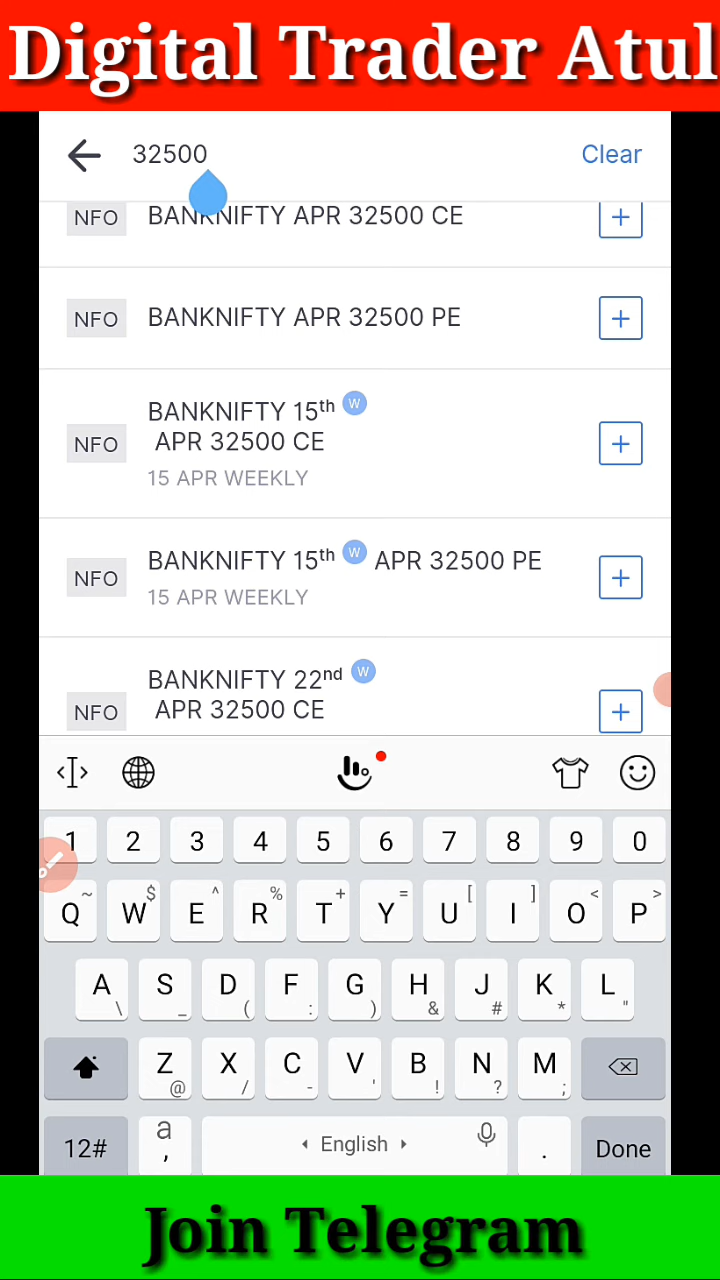 Digital Trader Atul
32500
Clear
NFO
BANKNIFTY APR 32500 CE
NFO
BANKNIFTY APR 32500 PE
NFO
BANKNIFTY 15th W
APR 32500 CE
15 APR WEEKLY
NFO
BANKNIFTY 15th W APR 32500 PE
15 APR WEEKLY
NFO
BANKNIFTY 22nd W
APR 32500 CE
1 2 3 4 5 6 7 8 9 0
~ $ ^ % + = [ ] < >
Q W E R T Y U I O P
A S D F G H J K L
\ _ ( : ) & # * "
Z X C V B N M
@ / - ' ! ? ;
12# a , English . Done
Join Telegram